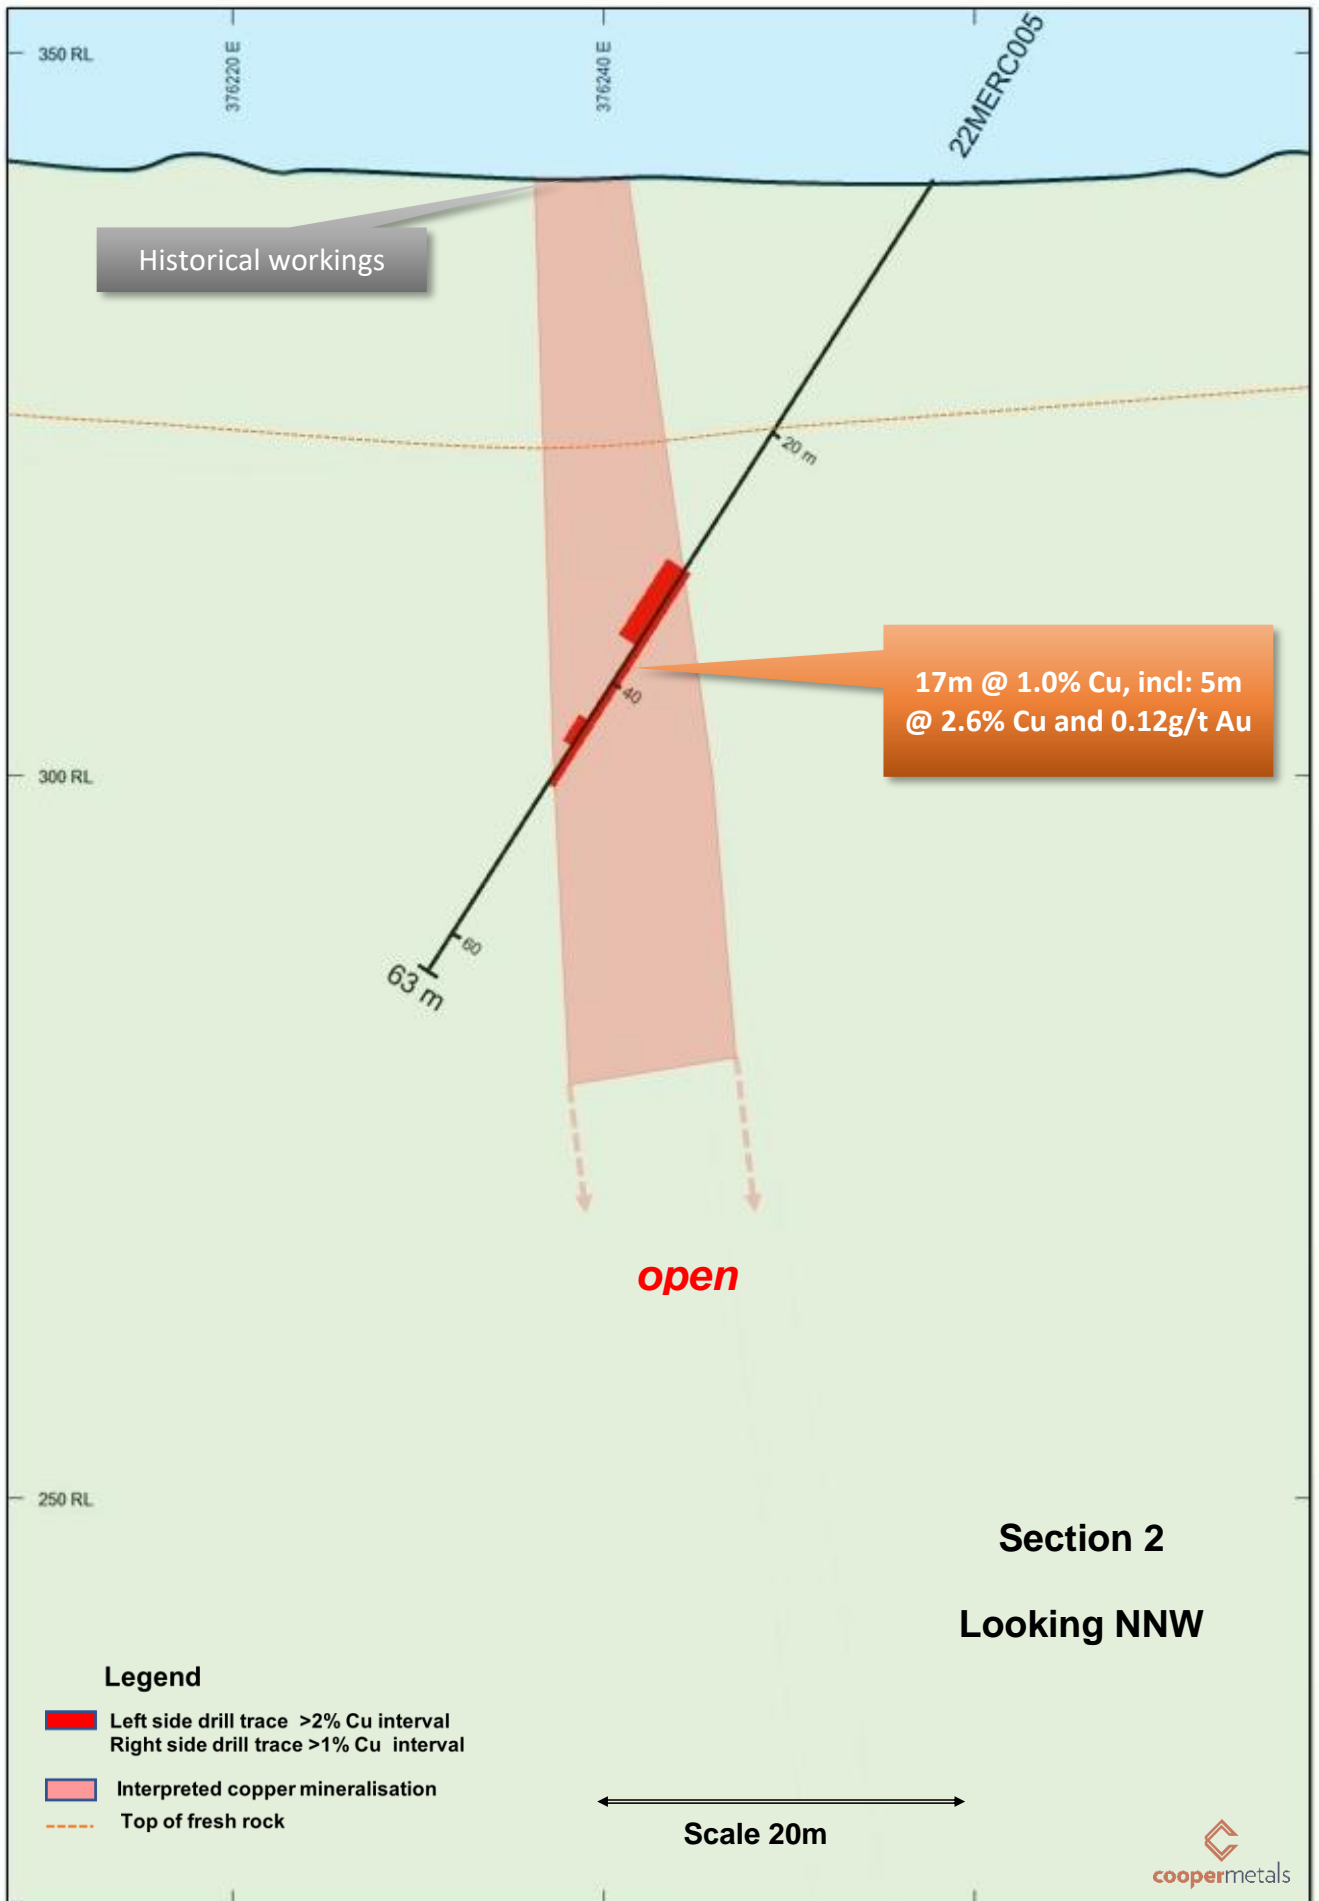 350 RL
376220 E
376240 E
22MERC005
Historical workings
20 m
17m @ 1.0% Cu, incl: 5m
@ 2.6% Cu and 0.12g/t Au
40
300 RL
60
63 m
open
250 RL
Section 2
Looking NNW
Legend
Left side drill trace >2% Cu interval
Right side drill trace >1% Cu interval
Interpreted copper mineralisation
Top of fresh rock
Scale 20m
coopermetals